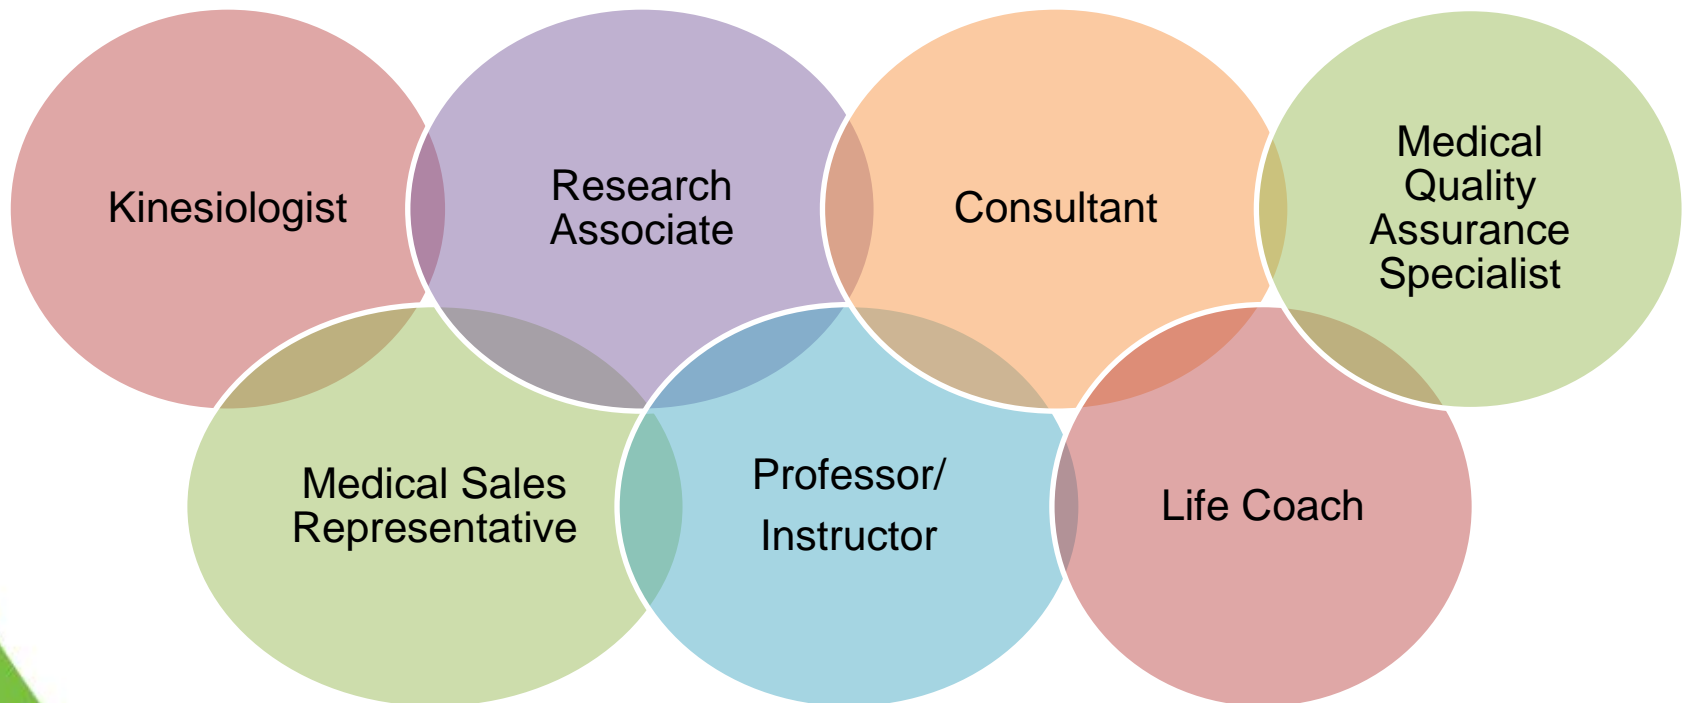 Kinesiologist
Research
Associate
Consultant
Medical
Quality
Assurance
Specialist
Medical Sales
Representative
Professor/
Instructor
Life Coach